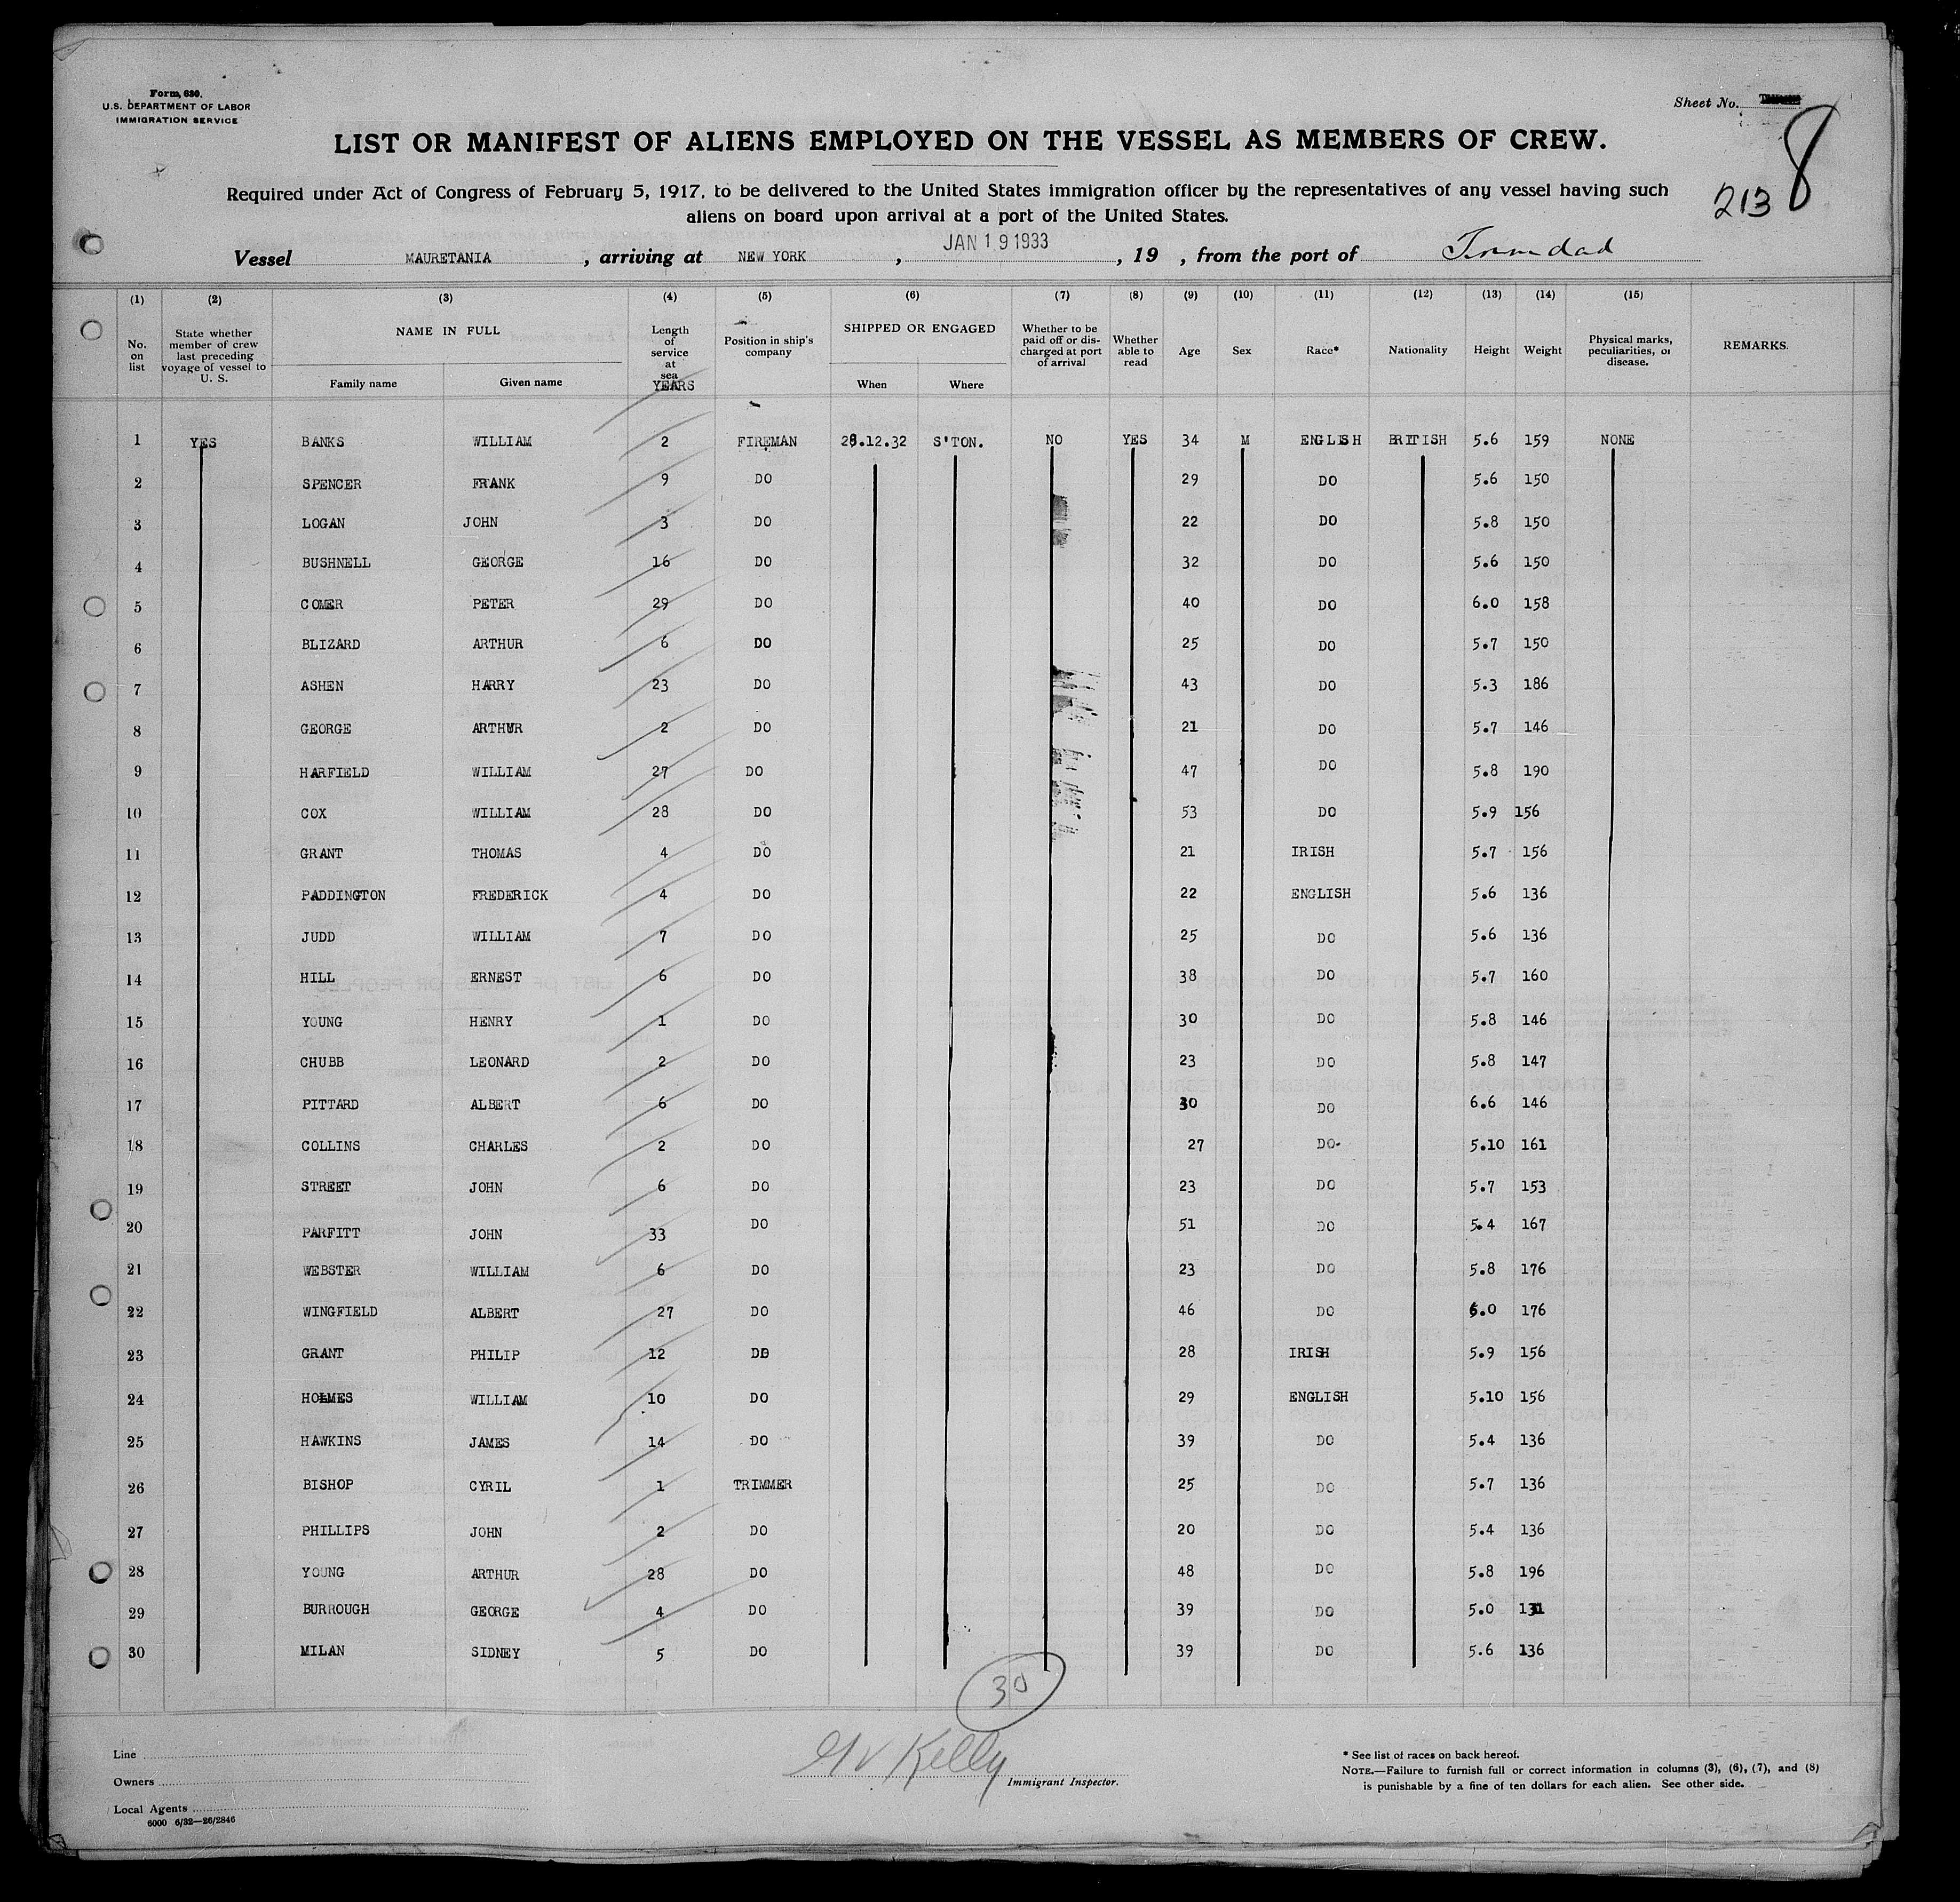 Form, 630.
U.S. DEPARTMENT OF LABOR
IMMIGRATION SERVICE
Sheet No.
8
213
LIST OR MANIFEST OF ALIENS EMPLOYED ON THE VESSEL AS MEMBERS OF CREW.
Required under Act of Congress of February 5, 1917, to be delivered to the United States immigration officer by the representatives of any vessel having such
aliens on board upon arrival at a port of the United States.
Vessel MAURETANIA , arriving at NEW YORK , JAN 19 1933 , 19 , from the port of Trinidad
(1) (2) (3) (4) (5) (6) (7) (8) (9) (10) (11) (12) (13) (14) (15)
No. on list State whether member of crew last preceding voyage of vessel to U. S. NAME IN FULL Family name Given name Length of service at sea YEARS Position in ship's company SHIPPED OR ENGAGED When Where Whether to be paid off or discharged at port of arrival Whether able to read Age Sex Race* Nationality Height Weight Physical marks, peculiarities, or disease. REMARKS.
1 YES BANKS WILLIAM 2 FIREMAN 28.12.32 S'TON. NO YES 34 M ENGLISH BRITISH 5.6 159 NONE
2 SPENCER FRANK 9 DO 29 DO 5.6 150
3 LOGAN JOHN 3 DO 22 DO 5.8 150
4 BUSHNELL GEORGE 16 DO 32 DO 5.6 150
5 COMER PETER 29 DO 40 DO 6.0 158
6 BLIZARD ARTHUR 6 DO 25 DO 5.7 150
7 ASHEN HARRY 23 DO 43 DO 5.3 186
8 GEORGE ARTHUR 2 DO 21 DO 5.7 146
9 HARFIELD WILLIAM 27 DO 47 DO 5.8 190
10 COX WILLIAM 28 DO 53 DO 5.9 156
11 GRANT THOMAS 4 DO 21 IRISH 5.7 156
12 PADDINGTON FREDERICK 4 DO 22 ENGLISH 5.6 136
13 JUDD WILLIAM 7 DO 25 DO 5.6 136
14 HILL ERNEST 6 DO 38 DO 5.7 160
15 YOUNG HENRY 1 DO 30 DO 5.8 146
16 CHUBB LEONARD 2 DO 23 DO 5.8 147
17 PITTARD ALBERT 6 DO 30 DO 6.6 146
18 COLLINS CHARLES 2 DO 27 DO- 5.10 161
19 STREET JOHN 6 DO 23 DO 5.7 153
20 PARFITT JOHN 33 DO 51 DO 5.4 167
21 WEBSTER WILLIAM 6 DO 23 DO 5.8 176
22 WINGFIELD ALBERT 27 DO 46 DO 6.0 176
23 GRANT PHILIP 12 DO 28 IRISH 5.9 156
24 HOLMES WILLIAM 10 DO 29 ENGLISH 5.10 156
25 HAWKINS JAMES 14 DO 39 DO 5.4 136
26 BISHOP CYRIL 1 TRIMMER 25 DO 5.7 136
27 PHILLIPS JOHN 2 DO 20 DO 5.4 136
28 YOUNG ARTHUR 28 DO 48 DO 5.8 196
29 BURROUGH GEORGE 4 DO 39 DO 5.0 131
30 MILAN SIDNEY 5 DO 39 DO 5.6 136
30
Line
Owners
Local Agents
6000 6/32—26/2846
Kelly
Immigrant Inspector.
* See list of races on back hereof.
NOTE.—Failure to furnish full or correct information in columns (3), (6), (7), and (8)
is punishable by a fine of ten dollars for each alien. See other side.